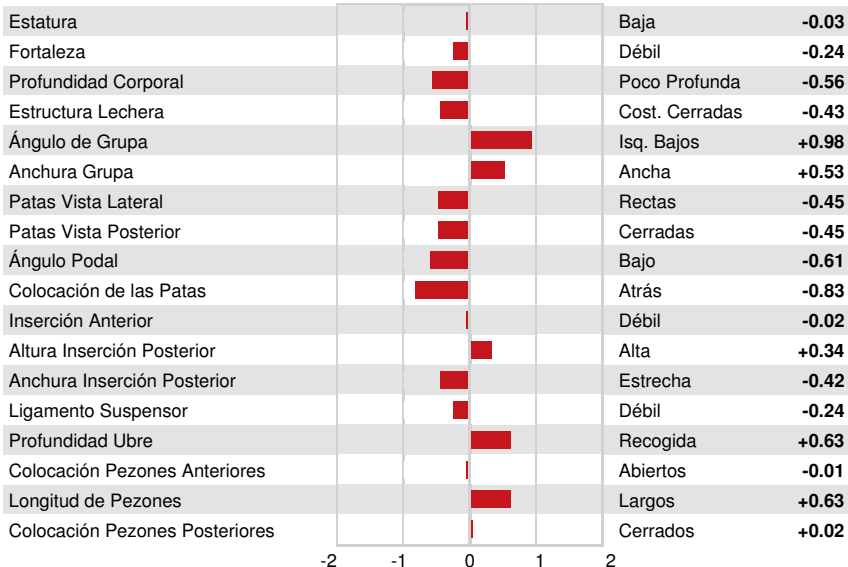 Estatura Baja -0.03
Fortaleza Débil -0.24
Profundidad Corporal Poco Profunda -0.56
Estructura Lechera Cost. Cerradas -0.43
Ángulo de Grupa Isq. Bajos +0.98
Anchura Grupa Ancha +0.53
Patas Vista Lateral Rectas -0.45
Patas Vista Posterior Cerradas -0.45
Ángulo Podal Bajo -0.61
Colocación de las Patas Atrás -0.83
Inserción Anterior Débil -0.02
Altura Inserción Posterior Alta +0.34
Anchura Inserción Posterior Estrecha -0.42
Ligamento Suspensor Débil -0.24
Profundidad Ubre Recogida +0.63
Colocación Pezones Anteriores Abiertos -0.01
Longitud de Pezones Largos +0.63
Colocación Pezones Posteriores Cerrados +0.02
-2 -1 0 1 2